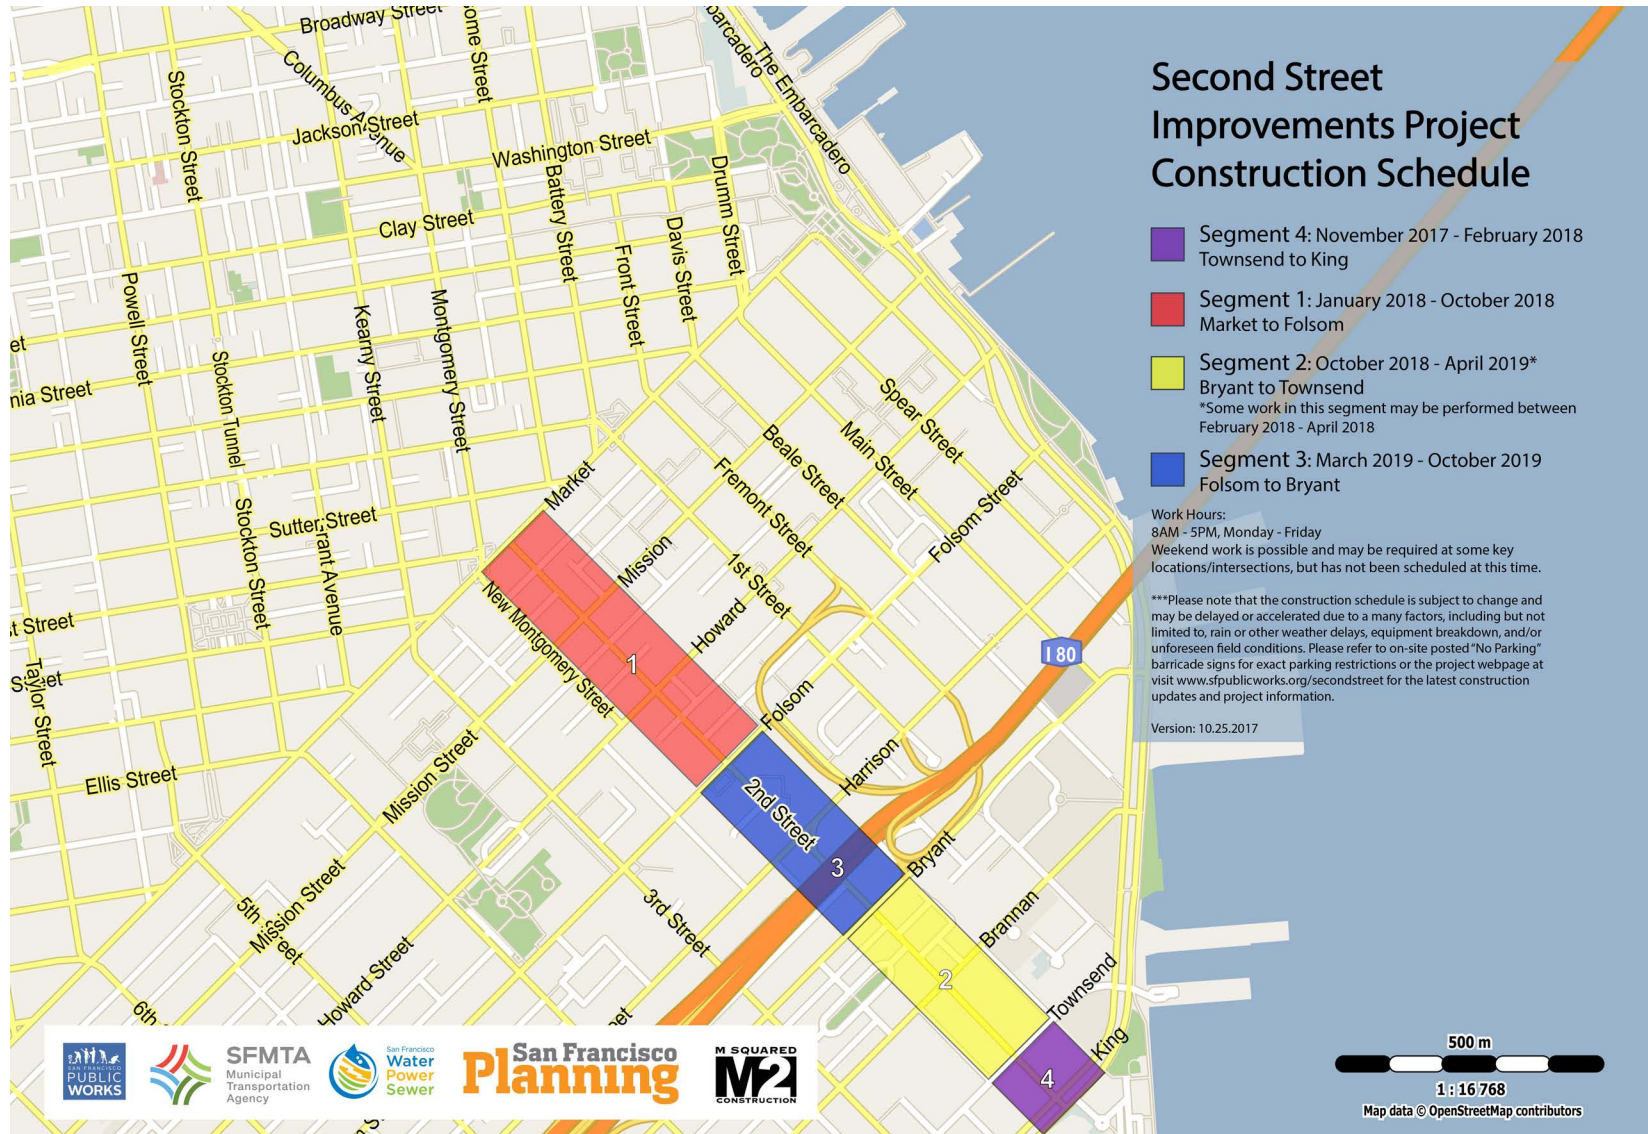 Second Street
Improvements Project
Construction Schedule
Segment 4: November 2017 - February 2018
Townsend to King
Segment 1: January 2018 - October 2018
Market to Folsom
Segment 2: October 2018 - April 2019*
Bryant to Townsend
*Some work in this segment may be performed between
February 2018 - April 2018
Segment 3: March 2019 - October 2019
Folsom to Bryant
Work Hours:
8AM - 5PM, Monday - Friday
Weekend work is possible and may be required at some key
locations/intersections, but has not been scheduled at this time.
***Please note that the construction schedule is subject to change and
may be delayed or accelerated due to a many factors, including but not
limited to, rain or other weather delays, equipment breakdown, and/or
unforeseen field conditions. Please refer to on-site posted "No Parking"
barricade signs for exact parking restrictions or the project webpage at
visit www.sfpublicworks.org/secondstreet for the latest construction
updates and project information.
Version: 10.25.2017
Broadway Street
Columbus Avenue
Stockton Street
Jackson Street
Washington Street
The Embarcadero
Battery Street
Drumm Street
Clay Street
Davis Street
Front Street
Powell Street
Montgomery Street
Kearny Street
Stockton Tunnel
Spear Street
Main Street
Beale Street
Fremont Street
Market
Sutter Street
Stockton Street
Mission
1st Street
Folsom Street
Howard
New Montgomery Street
1
I 80
Taylor Street
Folsom
Ellis Street
Mission Street
Harrison
2nd Street
3
Bryant
Mission Street
3rd Street
Brannan
Howard Street
2
Townsend
King
4
SAN FRANCISCO
PUBLIC
WORKS
SFMTA
Municipal
Transportation
Agency
San Francisco
Water
Power
Sewer
San Francisco
Planning
M SQUARED
M2
CONSTRUCTION
500 m
1 : 16 768
Map data © OpenStreetMap contributors